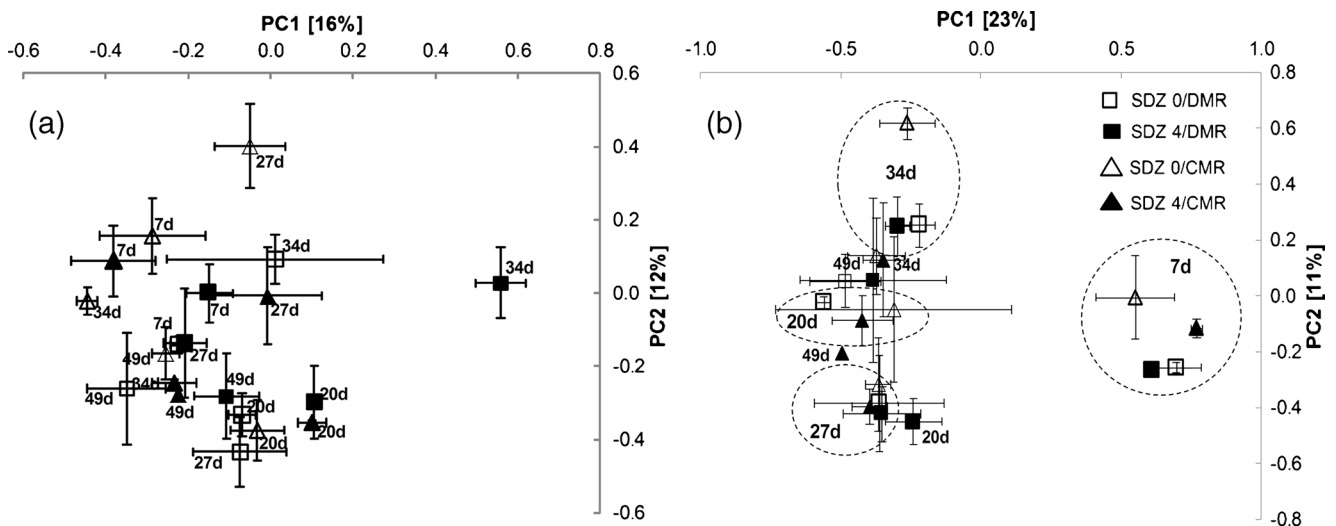 PC1 [16%]
-0.6 -0.4 -0.2 0.0 0.2 0.4 0.6 0.8
(a)
PC2 [12%]
0.6
0.4
0.2
0.0
-0.2
-0.4
-0.6
27d
7d
34d
7d
34d
34d
7d
27d
7d
27d
49d
34d
49d
49d
49d
20d
20d
20d
20d
27d
PC1 [23%]
-1.0 -0.5 0.0 0.5 1.0
(b)
PC2 [11%]
0.8
0.6
0.4
0.2
0.0
-0.2
-0.4
-0.6
-0.8
SDZ 0/DMR
SDZ 4/DMR
SDZ 0/CMR
SDZ 4/CMR
34d
49d
34d
7d
20d
49d
27d
20d